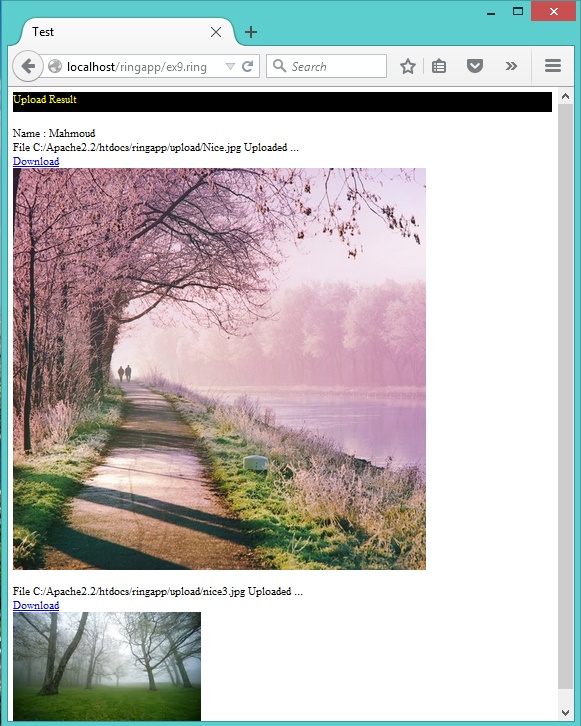 Test
localhost/ringapp/ex9.ring
Search
Upload Result
Name : Mahmoud
File C:/Apache2.2/htdocs/ringapp/upload/Nice.jpg Uploaded ...
Download
File C:/Apache2.2/htdocs/ringapp/upload/nice3.jpg Uploaded ...
Download